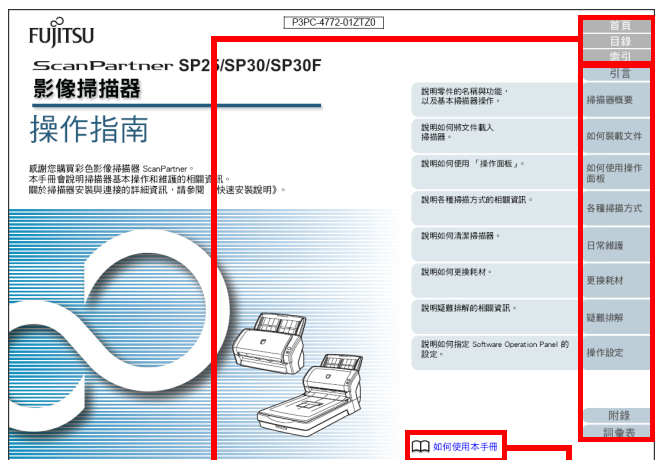 P3PC-4772-01ZTZ0
FUJITSU
ScanPartner SP25/SP30/SP30F
影像掃描器
操作指南
感謝您購買彩色影像掃描器 ScanPartner。
本手冊會說明掃描器基本操作和維護的相關資訊。
關於掃描器安裝與連接的詳細資訊，請參閱《快速安裝說明》。
首頁
目錄
索引
引言
說明零件的名稱與功能，
以及基本掃描器操作。
掃描器概要
說明如何將文件載入
掃描器。
如何裝載文件
說明如何使用「操作面板」。
如何使用操作
面板
說明各種掃描方式的相關資訊。
各種掃描方式
說明如何清潔掃描器。
日常維護
說明如何更換耗材。
更換耗材
說明疑難排解的相關資訊。
疑難排解
說明如何指定 Software Operation Panel 的
設定。
操作設定
附錄
詞彙表
如何使用本手冊